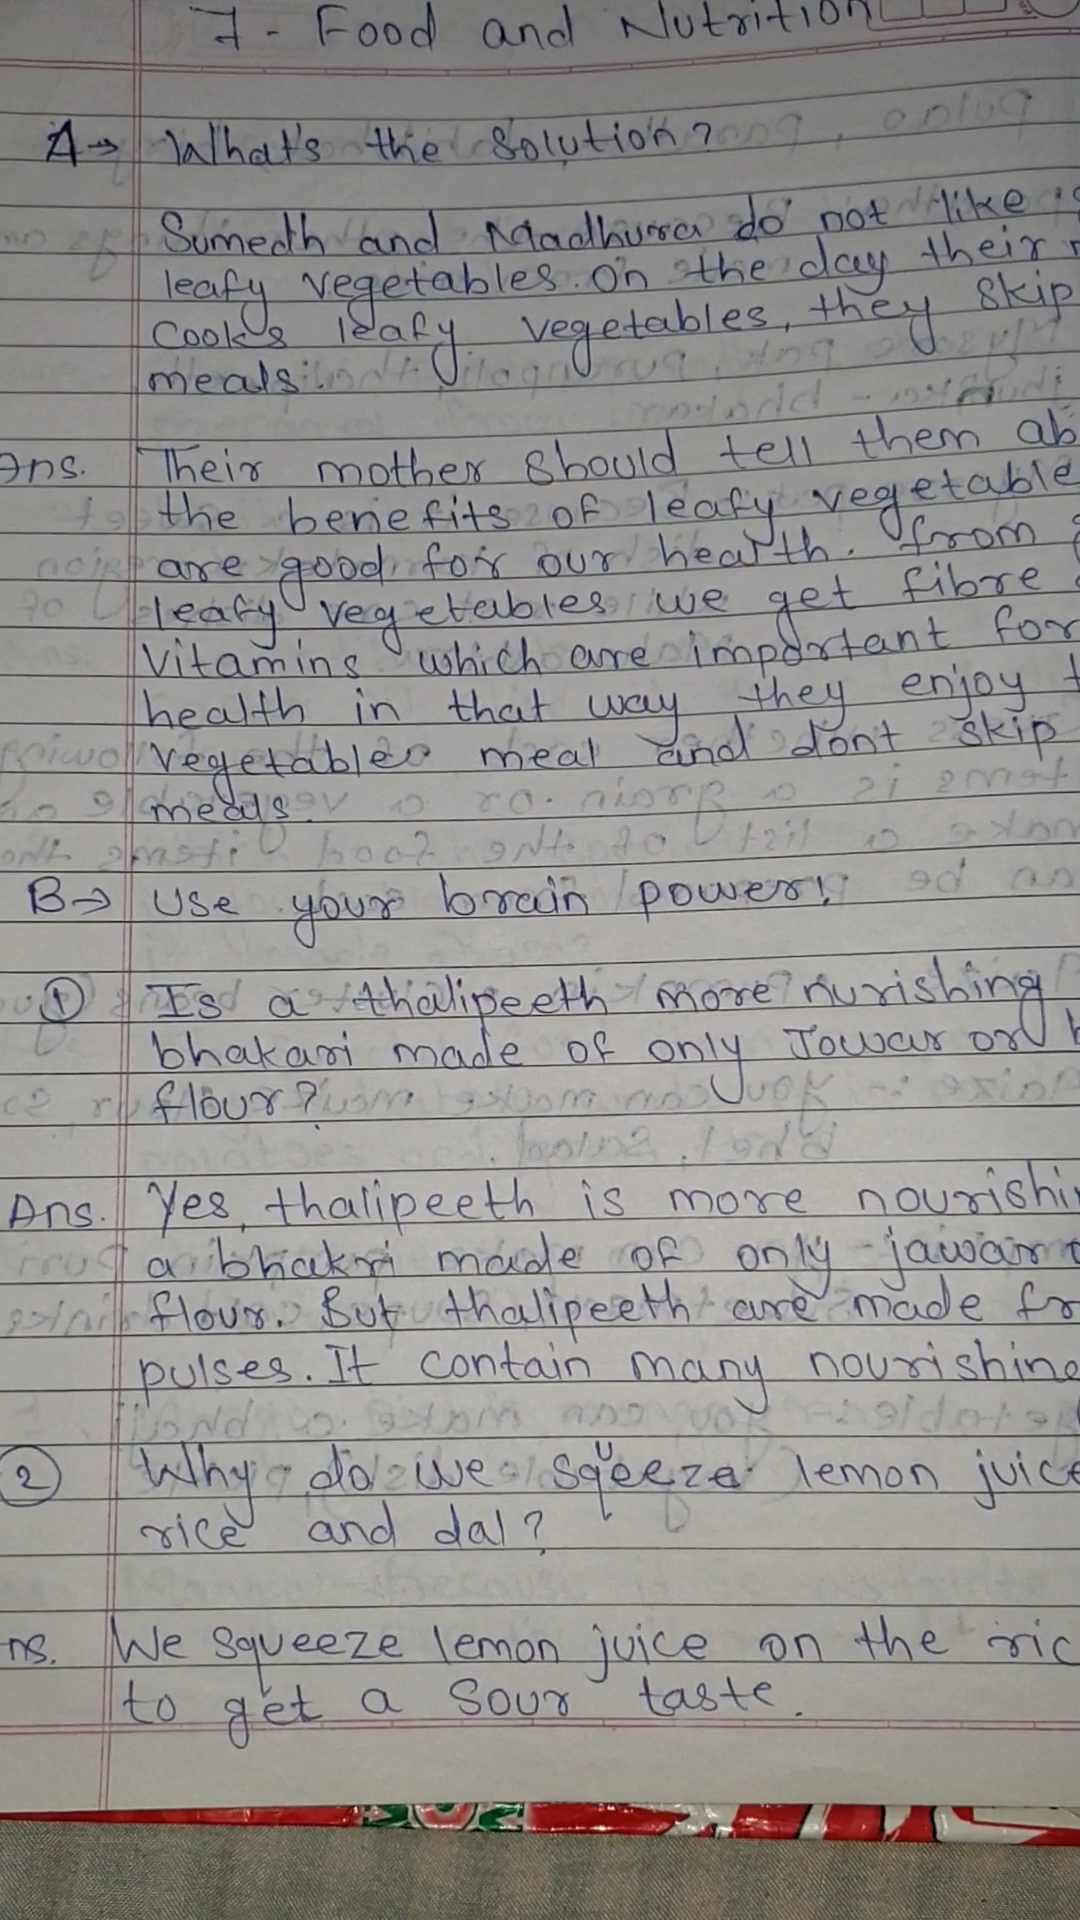 7 - Food and Nutrition
A→ What's the Solution?
Sumedh and Madhura do not like
leafy vegetables. On the day their
Cooks leafy vegetables, they skip
meals.
Ans. Their mother should tell them ab
the benefits of leafy vegetable
are good for our health. from
leafy vegetables we get fibre
vitamins which are important for
health in that way they enjoy
vegetables meal and dont skip
meals.
B→ Use your brain power!
① Is a thalipeeth more nurishing
bhakari made of only Jowar or b
flour?
Ans. Yes, thalipeeth is more nourishi
a bhakri made of only jawar
flour. But thalipeeth are made fr
pulses. It contain many nourishing
② Why do we sqeeze lemon juice
rice and dal?
ns. We squeeze lemon juice on the ric
to get a sour taste.